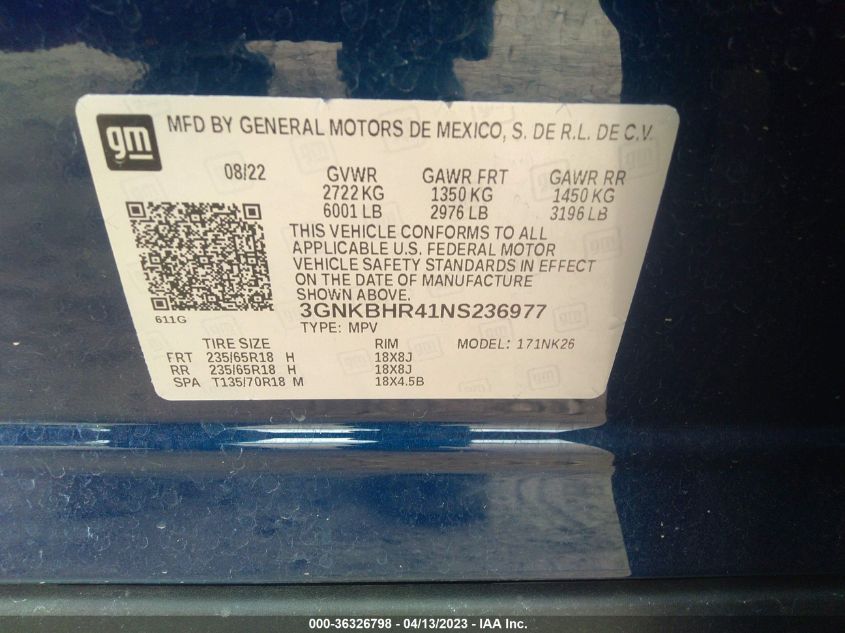 gm
MFD BY GENERAL MOTORS DE MEXICO, S. DE R.L. DE C.V.
08/22 GVWR GAWR FRT GAWR RR
2722 KG 1350 KG 1450 KG
6001 LB 2976 LB 3196 LB
THIS VEHICLE CONFORMS TO ALL
APPLICABLE U.S. FEDERAL MOTOR
VEHICLE SAFETY STANDARDS IN EFFECT
ON THE DATE OF MANUFACTURE
SHOWN ABOVE.
611G 3GNKBHR41NS236977
TYPE: MPV
TIRE SIZE RIM MODEL: 171NK26
FRT 235/65R18 H 18X8J
RR 235/65R18 H 18X8J
SPA T135/70R18 M 18X4.5B
000-36326798 - 04/13/2023 - IAA Inc.